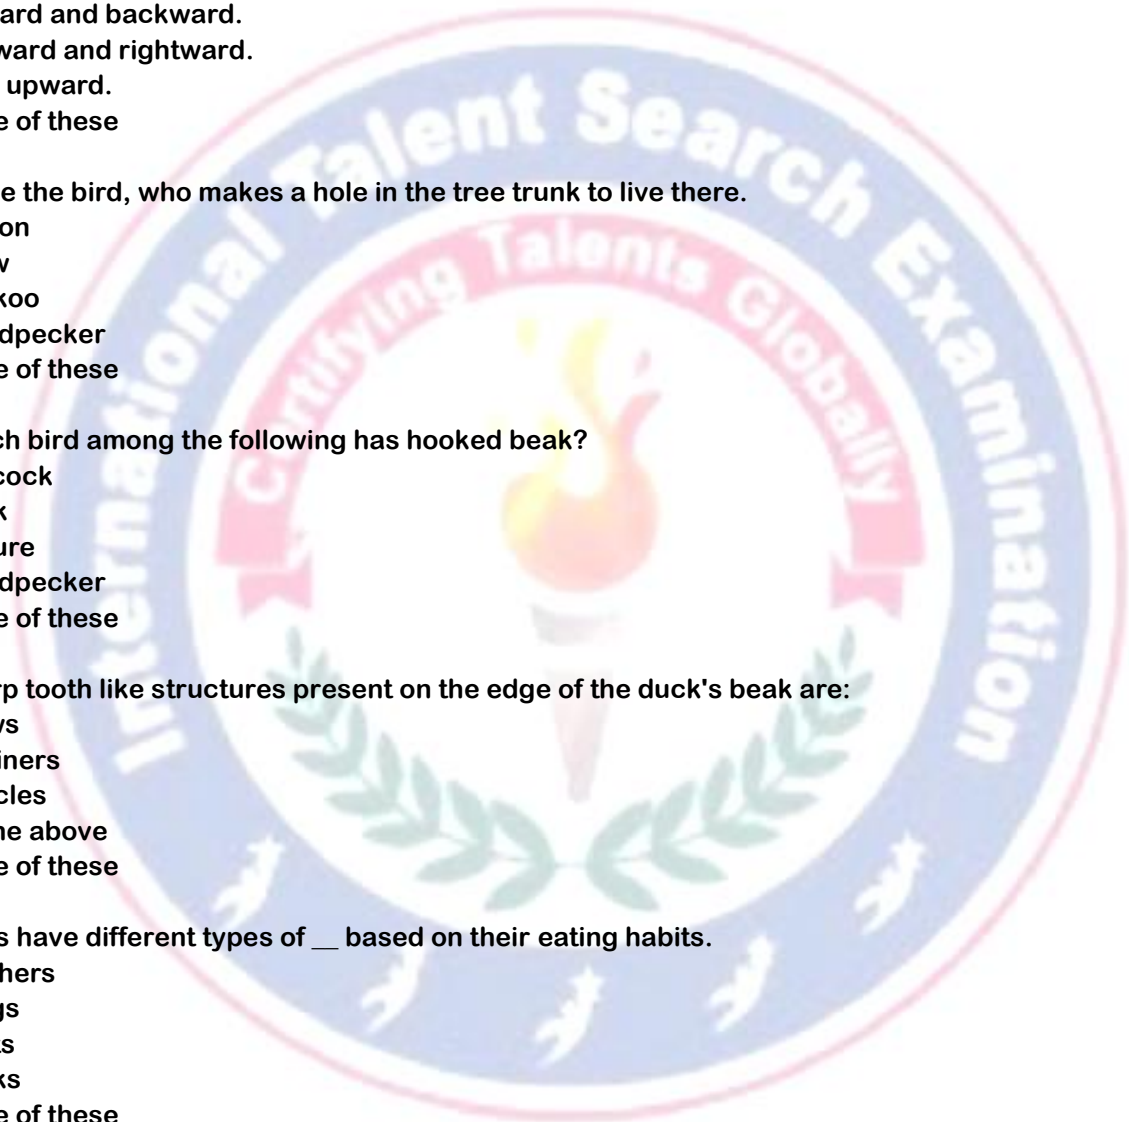 ard and backward.
ward and rightward.
upward.
e of these
e the bird, who makes a hole in the tree trunk to live there.
on
w
koo
dpecker
e of these
ch bird among the following has hooked beak?
cock
k
ure
dpecker
e of these
rp tooth like structures present on the edge of the duck's beak are:
ws
iners
cles
he above
e of these
s have different types of __ based on their eating habits.
hers
gs
s
ks
e of these
International Talent Search Examination
Certifying Talents Globally